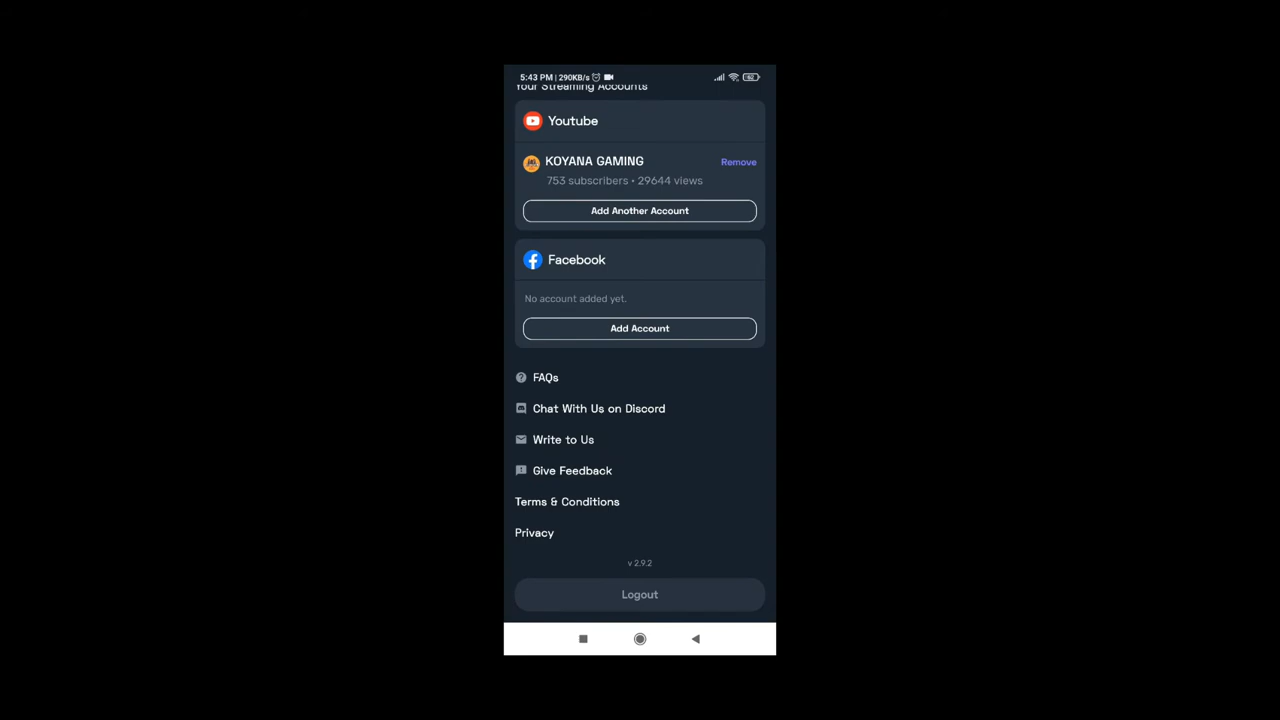 5:43 PM | 290KB/s
62
Your Streaming Accounts
Youtube
KOYANA GAMING
Remove
753 subscribers • 29644 views
Add Another Account
Facebook
No account added yet.
Add Account
FAQs
Chat With Us on Discord
Write to Us
Give Feedback
Terms & Conditions
Privacy
v 2.9.2
Logout